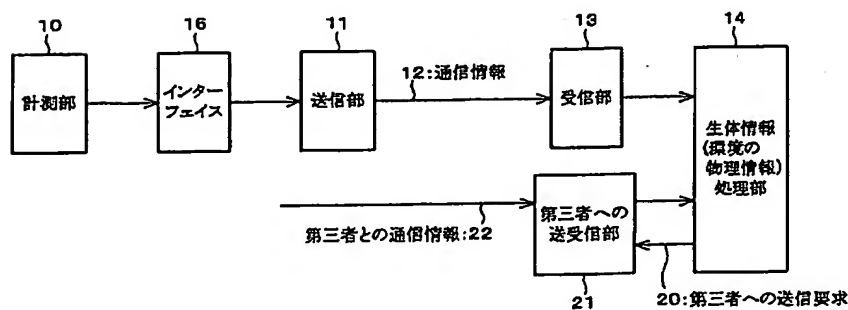 10
16
11
13
14
計測部
インター
フェイス
送信部
12:通信情報
受信部
生体情報
(環境の
物理情報)
処理部
第三者との通信情報:22
第三者への
送受信部
21
20:第三者への送信要求